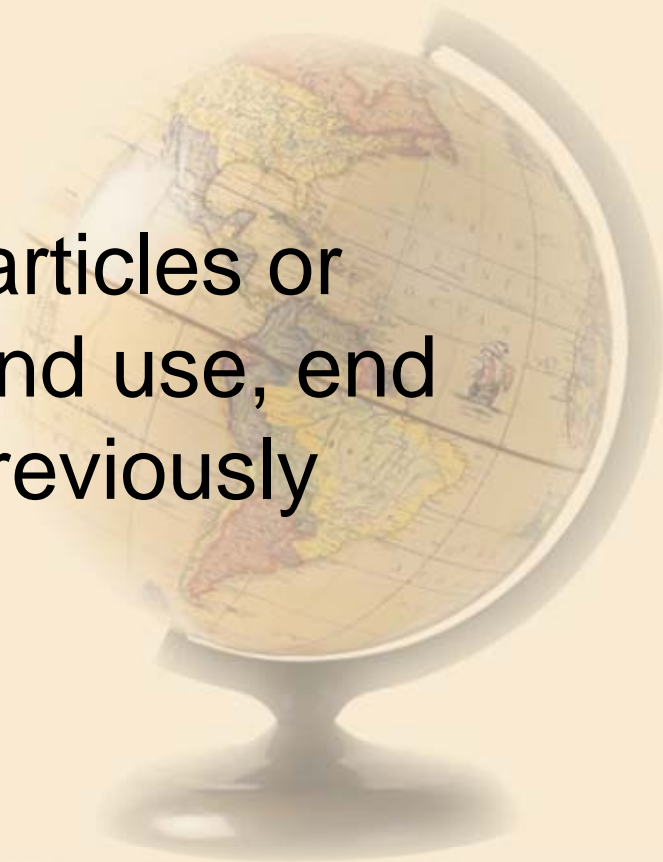 articles or
nd use, end
reviously